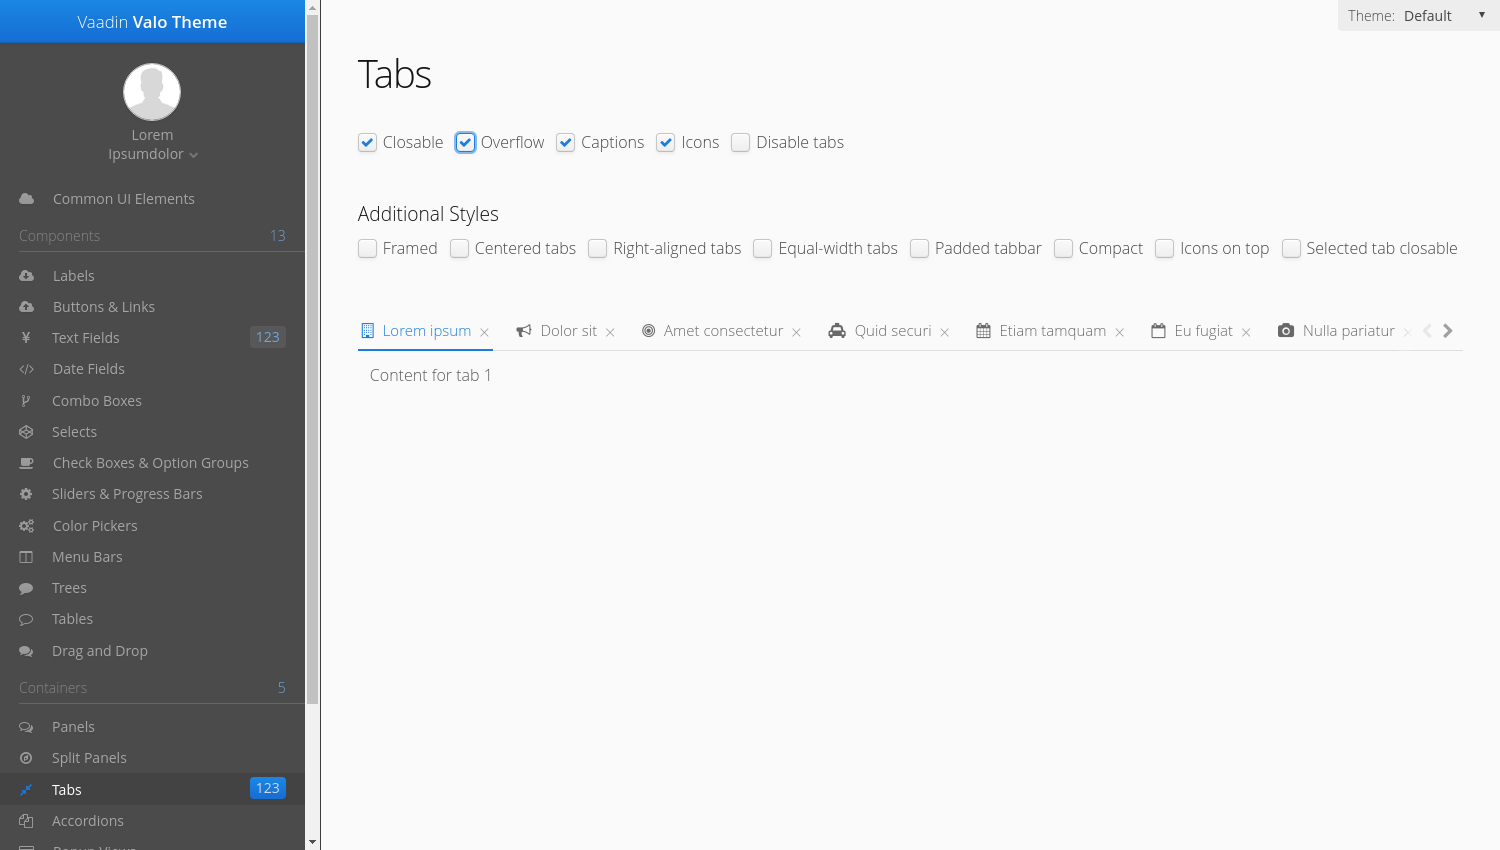 Vaadin Valo Theme
Lorem
Ipsumdolor
Common UI Elements
Components 13
Labels
Buttons & Links
Text Fields 123
Date Fields
Combo Boxes
Selects
Check Boxes & Option Groups
Sliders & Progress Bars
Color Pickers
Menu Bars
Trees
Tables
Drag and Drop
Containers 5
Panels
Split Panels
Tabs 123
Accordions
Popup Views
Theme: Default
Tabs
Closable Overflow Captions Icons Disable tabs
Additional Styles
Framed Centered tabs Right-aligned tabs Equal-width tabs Padded tabbar Compact Icons on top Selected tab closable
Lorem ipsum Dolor sit Amet consectetur Quid securi Etiam tamquam Eu fugiat Nulla pariatur
Content for tab 1